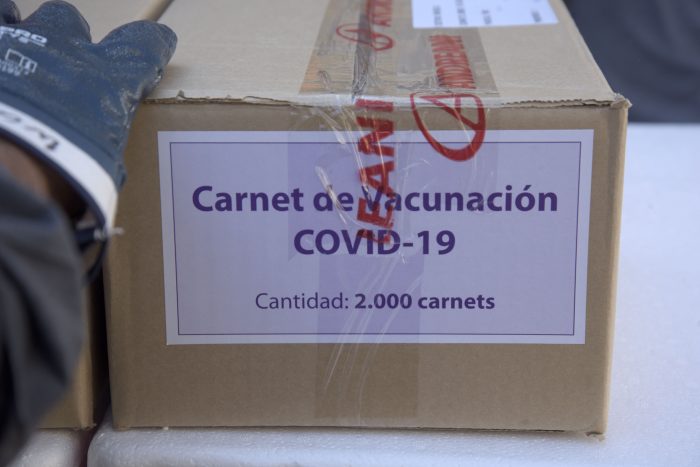 Carnet de Vacunación
COVID-19
Cantidad: 2.000 carnets